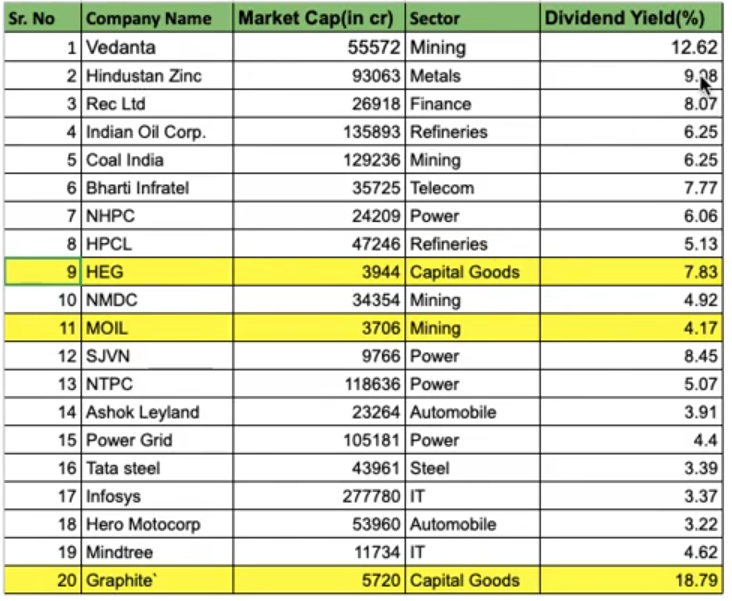 Sr. No Company Name Market Cap(in cr) Sector Dividend Yield(%)
1 Vedanta 55572 Mining 12.62
2 Hindustan Zinc 93063 Metals
3 Rec Ltd 26918 Finance 8.07
4 Indian Oil Corp. 135893 Refineries 6.25
5 Coal India 129236 Mining 6.25
6 Bharti Infratel 35725 Telecom 7.77
7 NHPC 24209 Power 6.06
8 HPCL 47246 Refineries 5.13
9 HEG 3944 Capital Goods 7.83
10 NMDC 34354 Mining 4.92
11 MOIL 3706 Mining 4.17
12 SJVN 9766 Power 8.45
13 NTPC 118636 Power 5.07
14 Ashok Leyland 23264 Automobile 3.91
15 Power Grid 105181 Power 4.4
16 Tata steel 43961 Steel 3.39
17 Infosys 277780 IT 3.37
18 Hero Motocorp 53960 Automobile 3.22
19 Mindtree 11734 IT 4.62
20 Graphite` 5720 Capital Goods 18.79